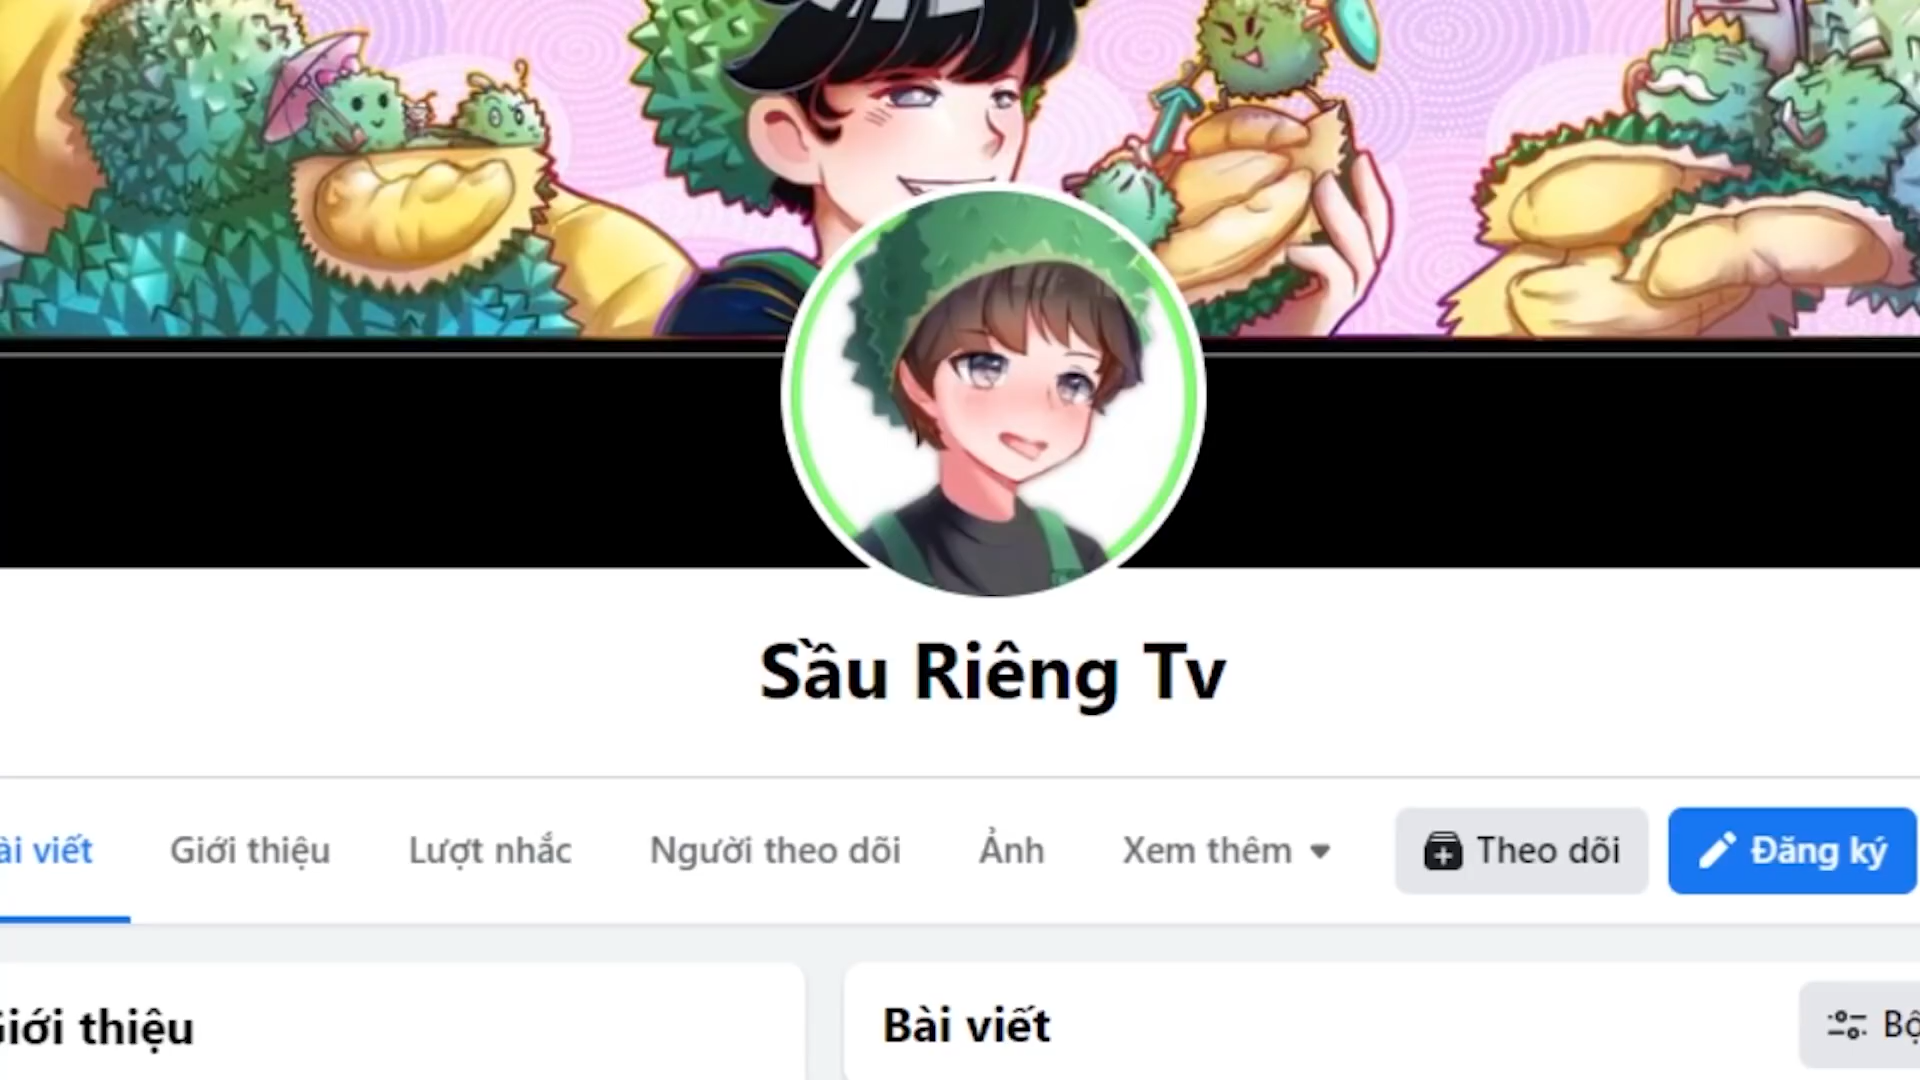 Sầu Riêng Tv
ài viết Giới thiệu Lượt nhắc Người theo dõi Ảnh Xem thêm Theo dõi Đăng ký
Giới thiệu
Bài viết
Bộ